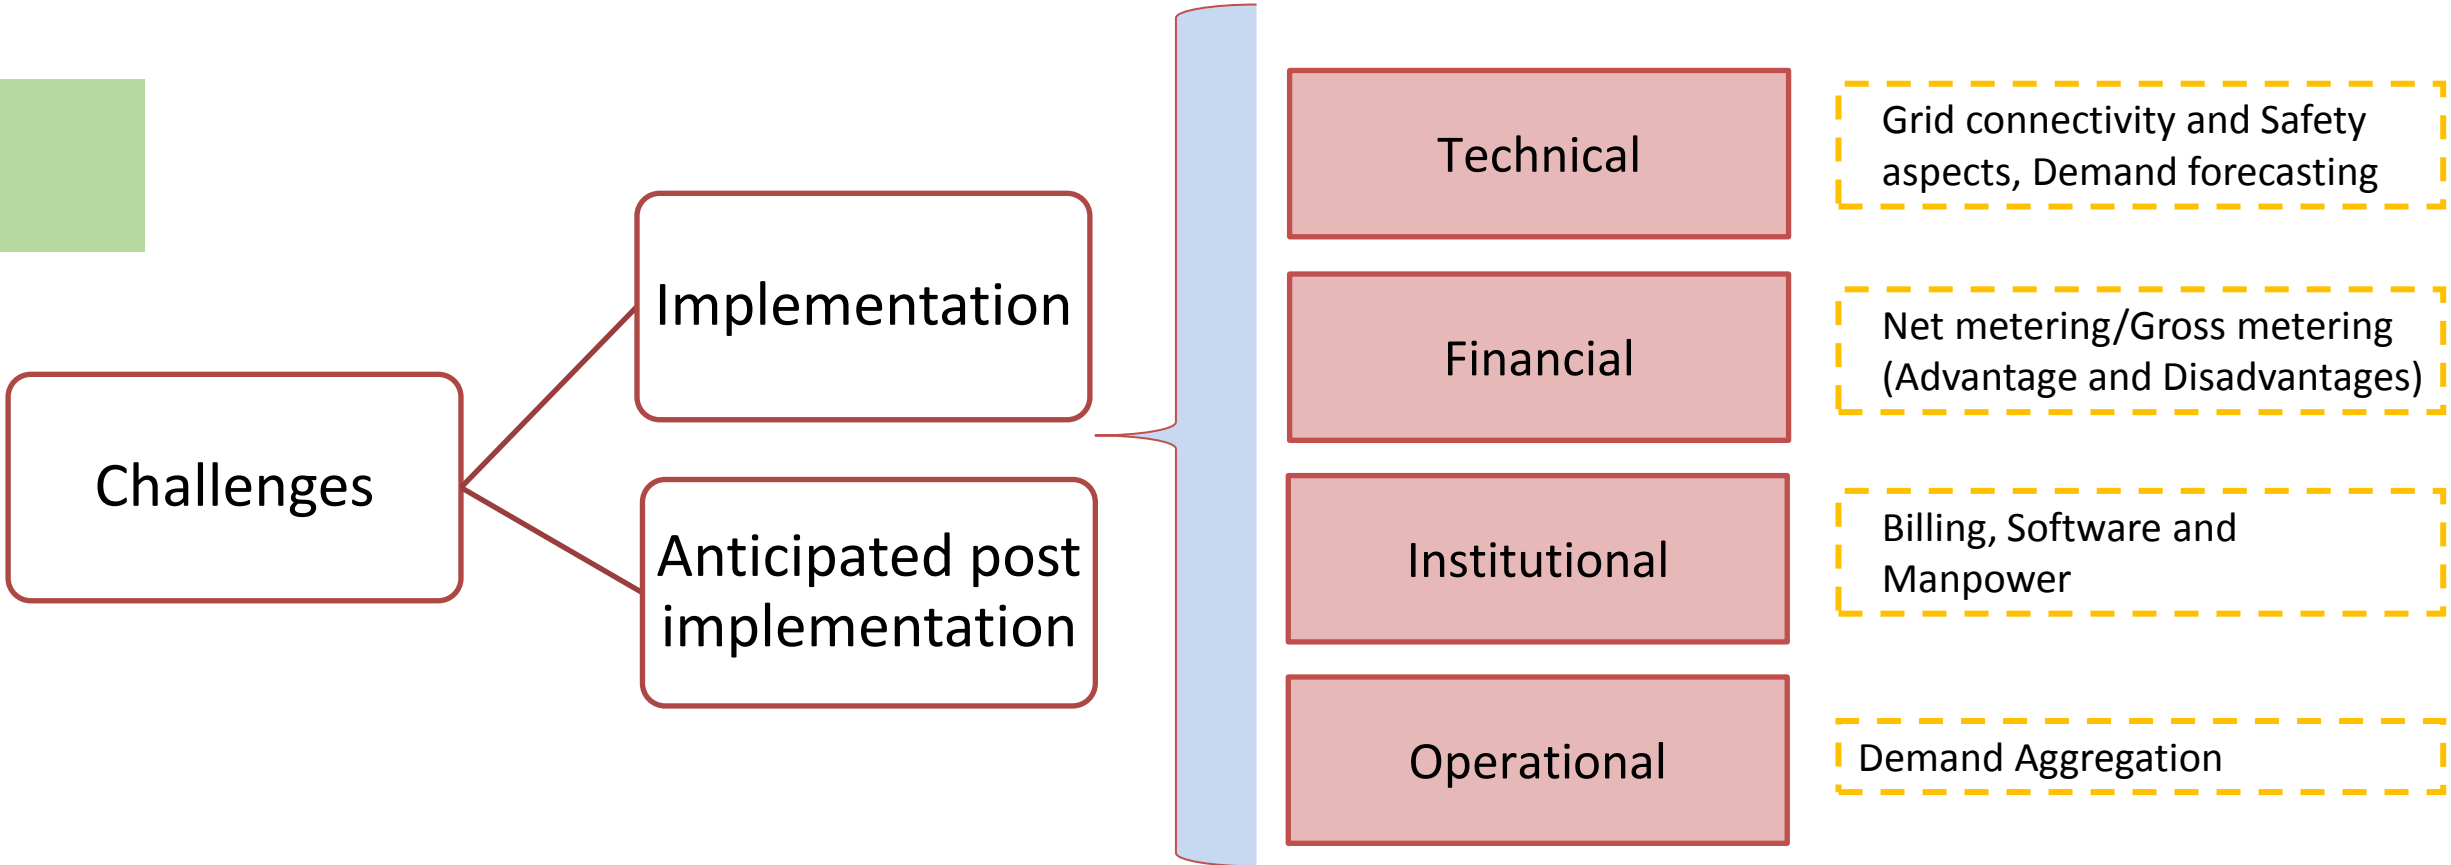 Challenges
Implementation
Anticipated post
implementation
Technical
Grid connectivity and Safety
aspects, Demand forecasting
Financial
Net metering/Gross metering
(Advantage and Disadvantages)
Institutional
Billing, Software and
Manpower
Operational
Demand Aggregation